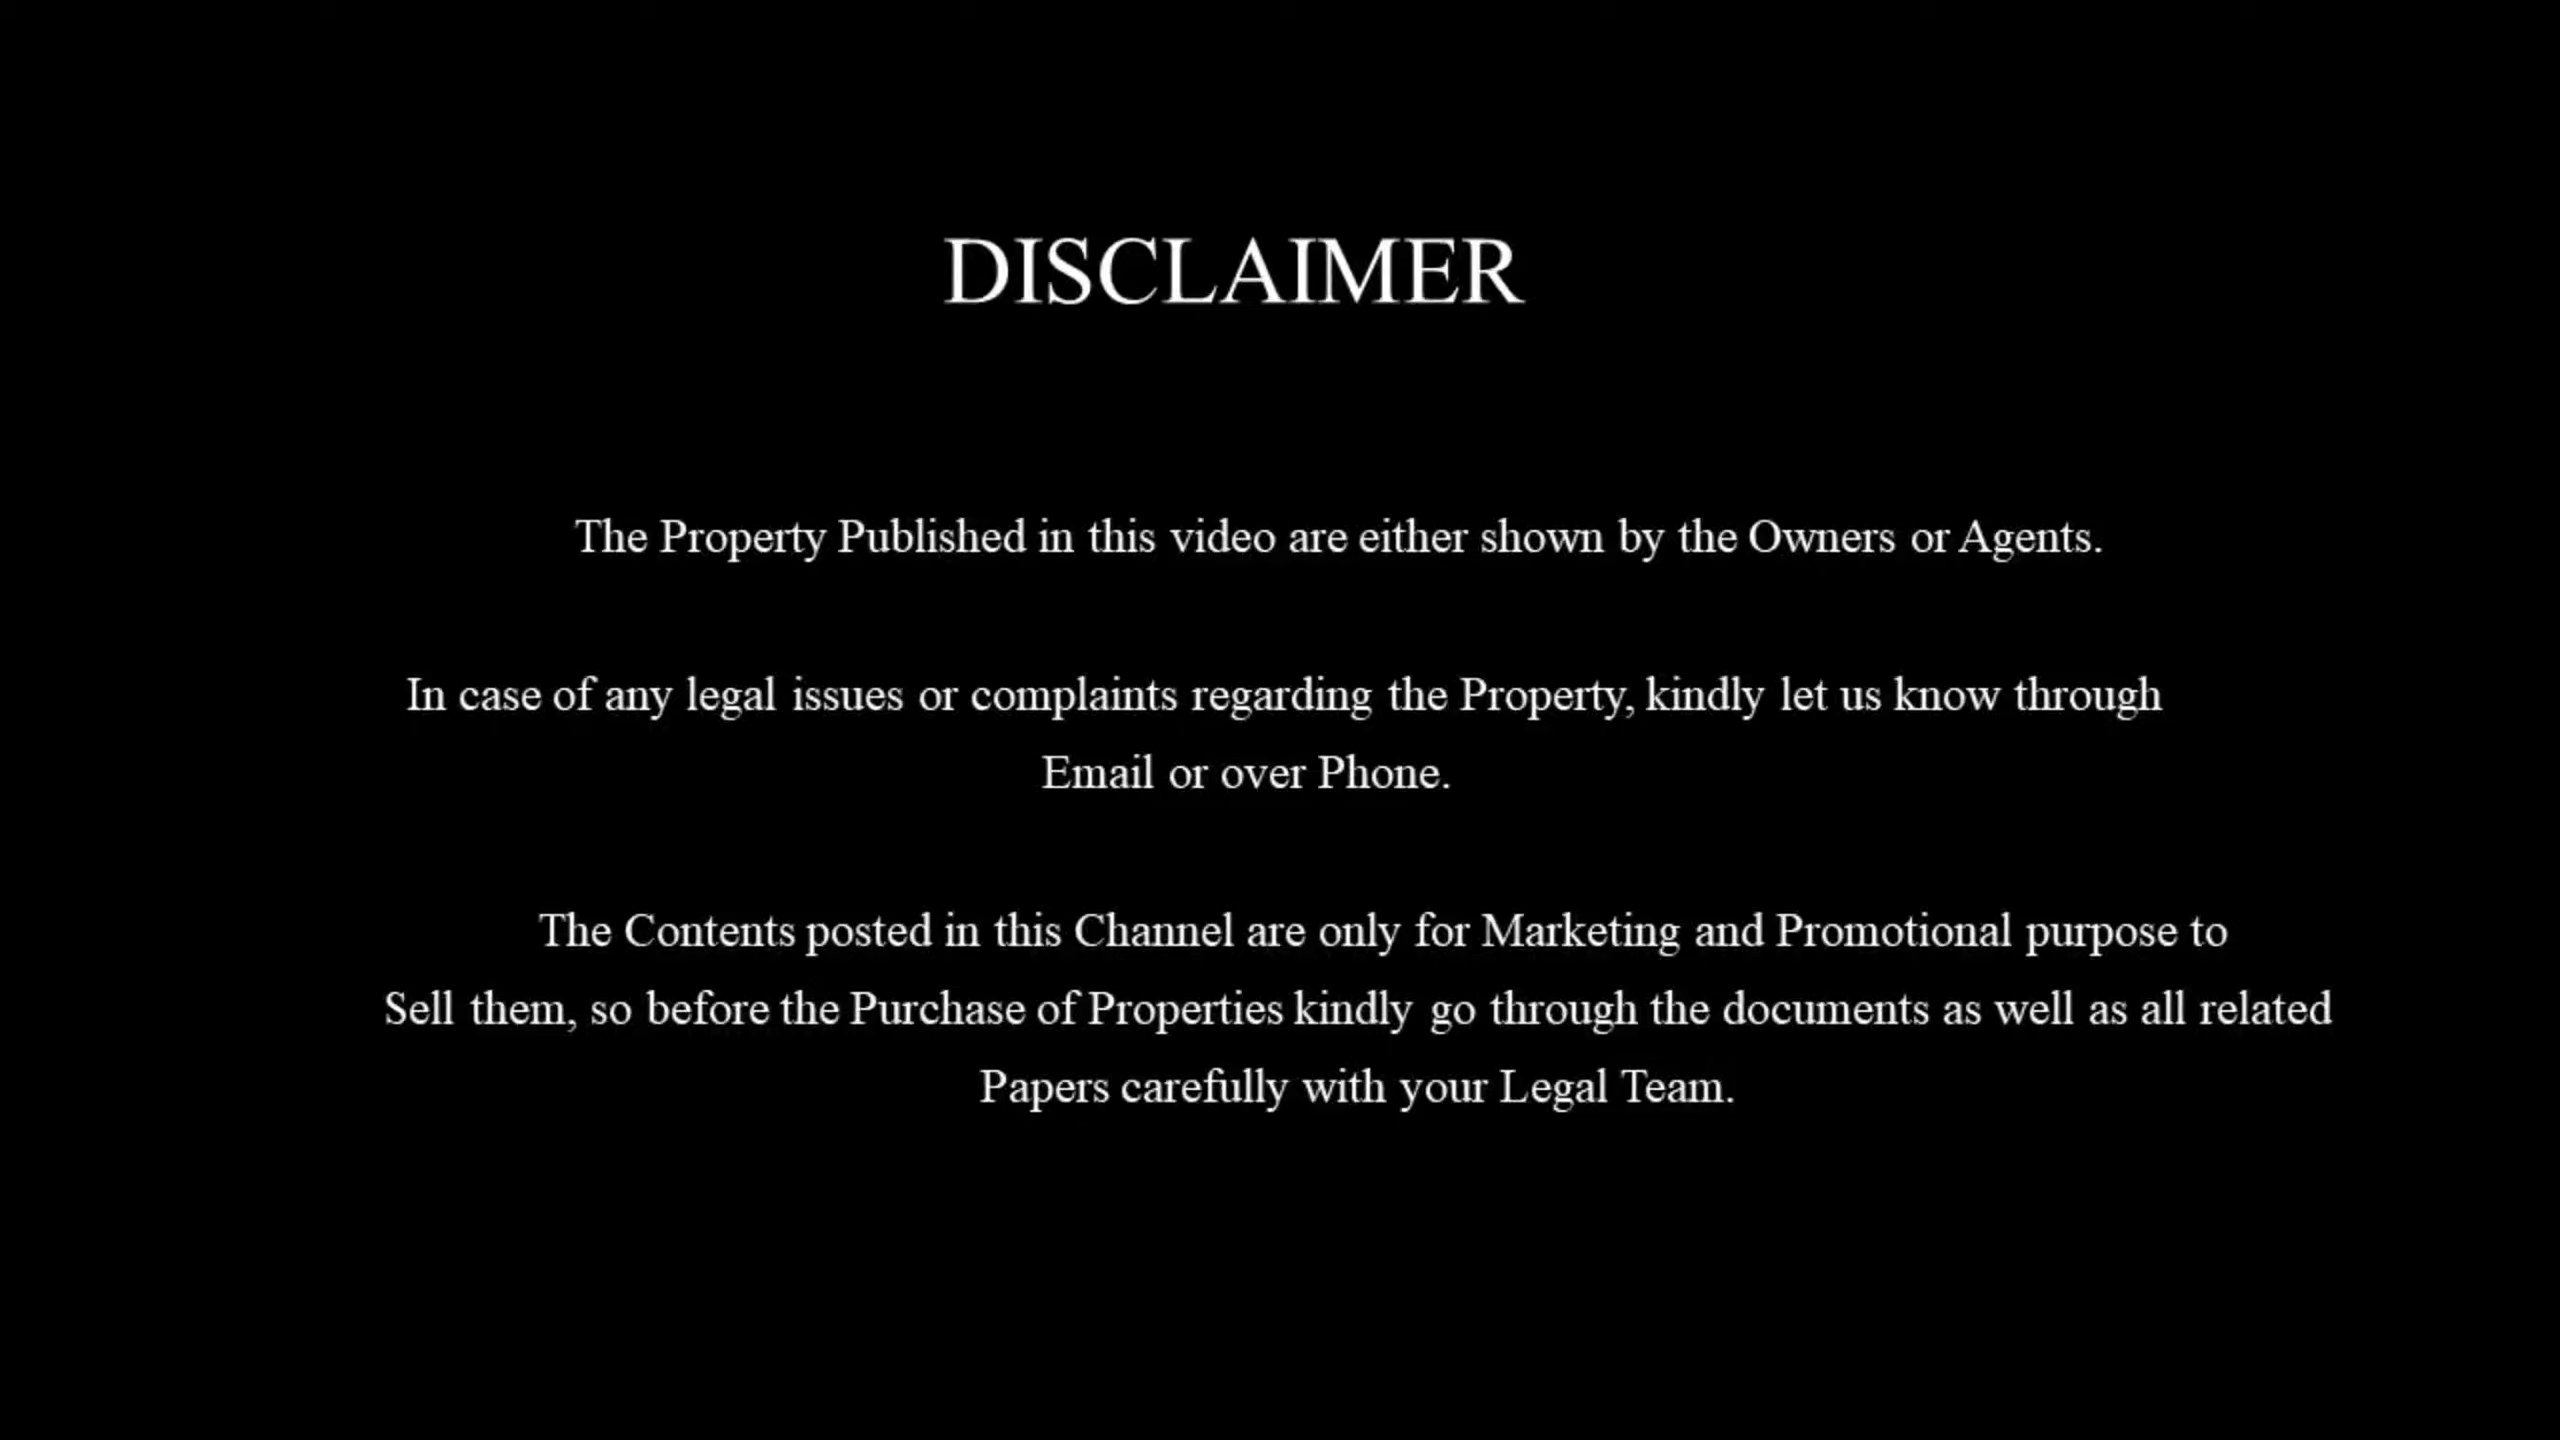 DISCLAIMER
The Property Published in this video are either shown by the Owners or Agents.
In case of any legal issues or complaints regarding the Property, kindly let us know through
Email or over Phone.
The Contents posted in this Channel are only for Marketing and Promotional purpose to
Sell them, so before the Purchase of Properties kindly go through the documents as well as all related
Papers carefully with your Legal Team.